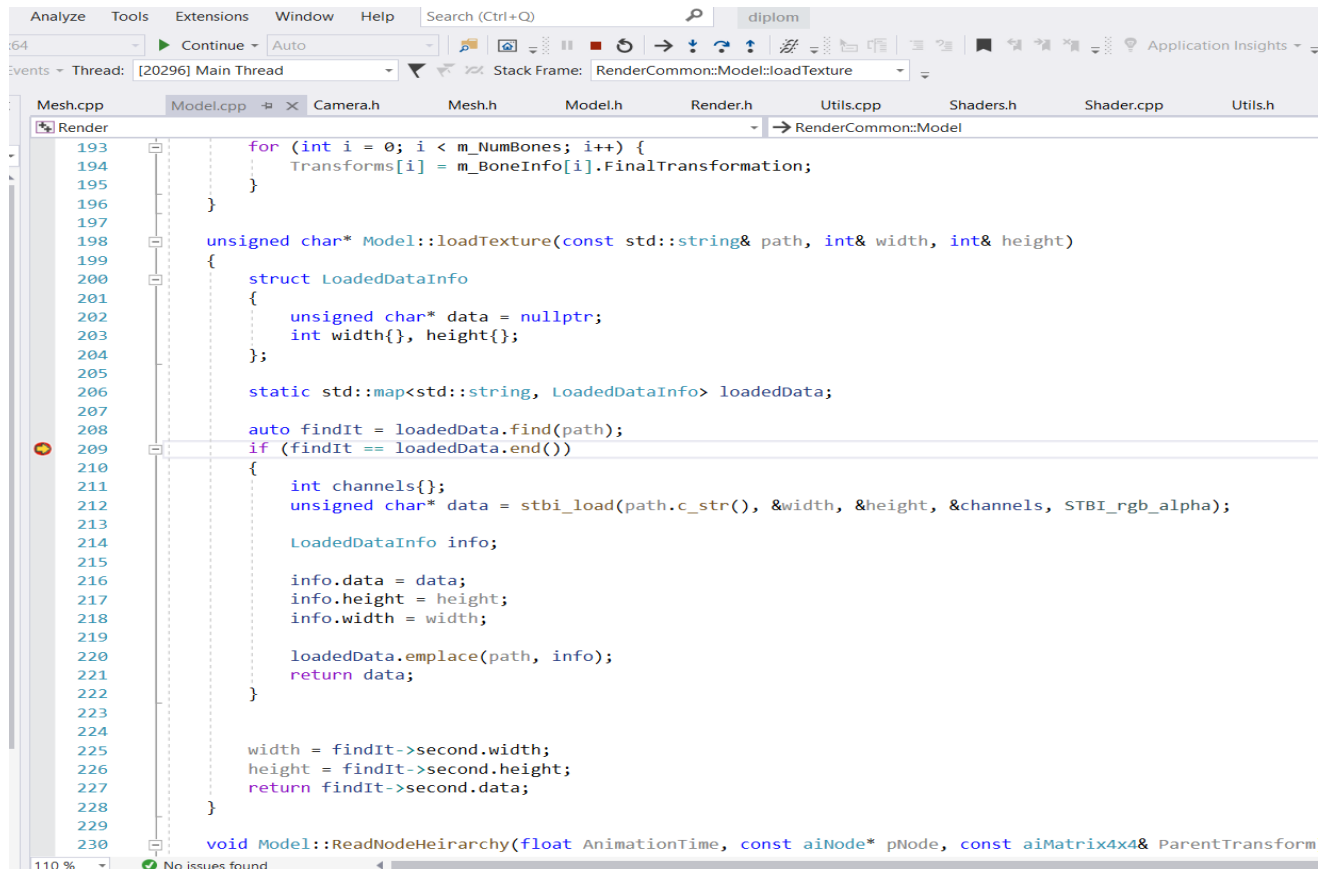 Analyze Tools Extensions Window Help Search (Ctrl+Q) diplom
:64 Continue Auto Application Insights
Events Thread: [20296] Main Thread Stack Frame: RenderCommon::Model::loadTexture
Mesh.cpp Model.cpp Camera.h Mesh.h Model.h Render.h Utils.cpp Shaders.h Shader.cpp Utils.h
Render RenderCommon::Model
193 for (int i = 0; i < m_NumBones; i++) {
194 Transforms[i] = m_BoneInfo[i].FinalTransformation;
195 }
196 }
197
198 unsigned char* Model::loadTexture(const std::string& path, int& width, int& height)
199 {
200 struct LoadedDataInfo
201 {
202 unsigned char* data = nullptr;
203 int width{}, height{};
204 };
205
206 static std::map<std::string, LoadedDataInfo> loadedData;
207
208 auto findIt = loadedData.find(path);
209 if (findIt == loadedData.end())
210 {
211 int channels{};
212 unsigned char* data = stbi_load(path.c_str(), &width, &height, &channels, STBI_rgb_alpha);
213
214 LoadedDataInfo info;
215
216 info.data = data;
217 info.height = height;
218 info.width = width;
219
220 loadedData.emplace(path, info);
221 return data;
222 }
223
224
225 width = findIt->second.width;
226 height = findIt->second.height;
227 return findIt->second.data;
228 }
229
230 void Model::ReadNodeHeirarchy(float AnimationTime, const aiNode* pNode, const aiMatrix4x4& ParentTransform
110 % No issues found